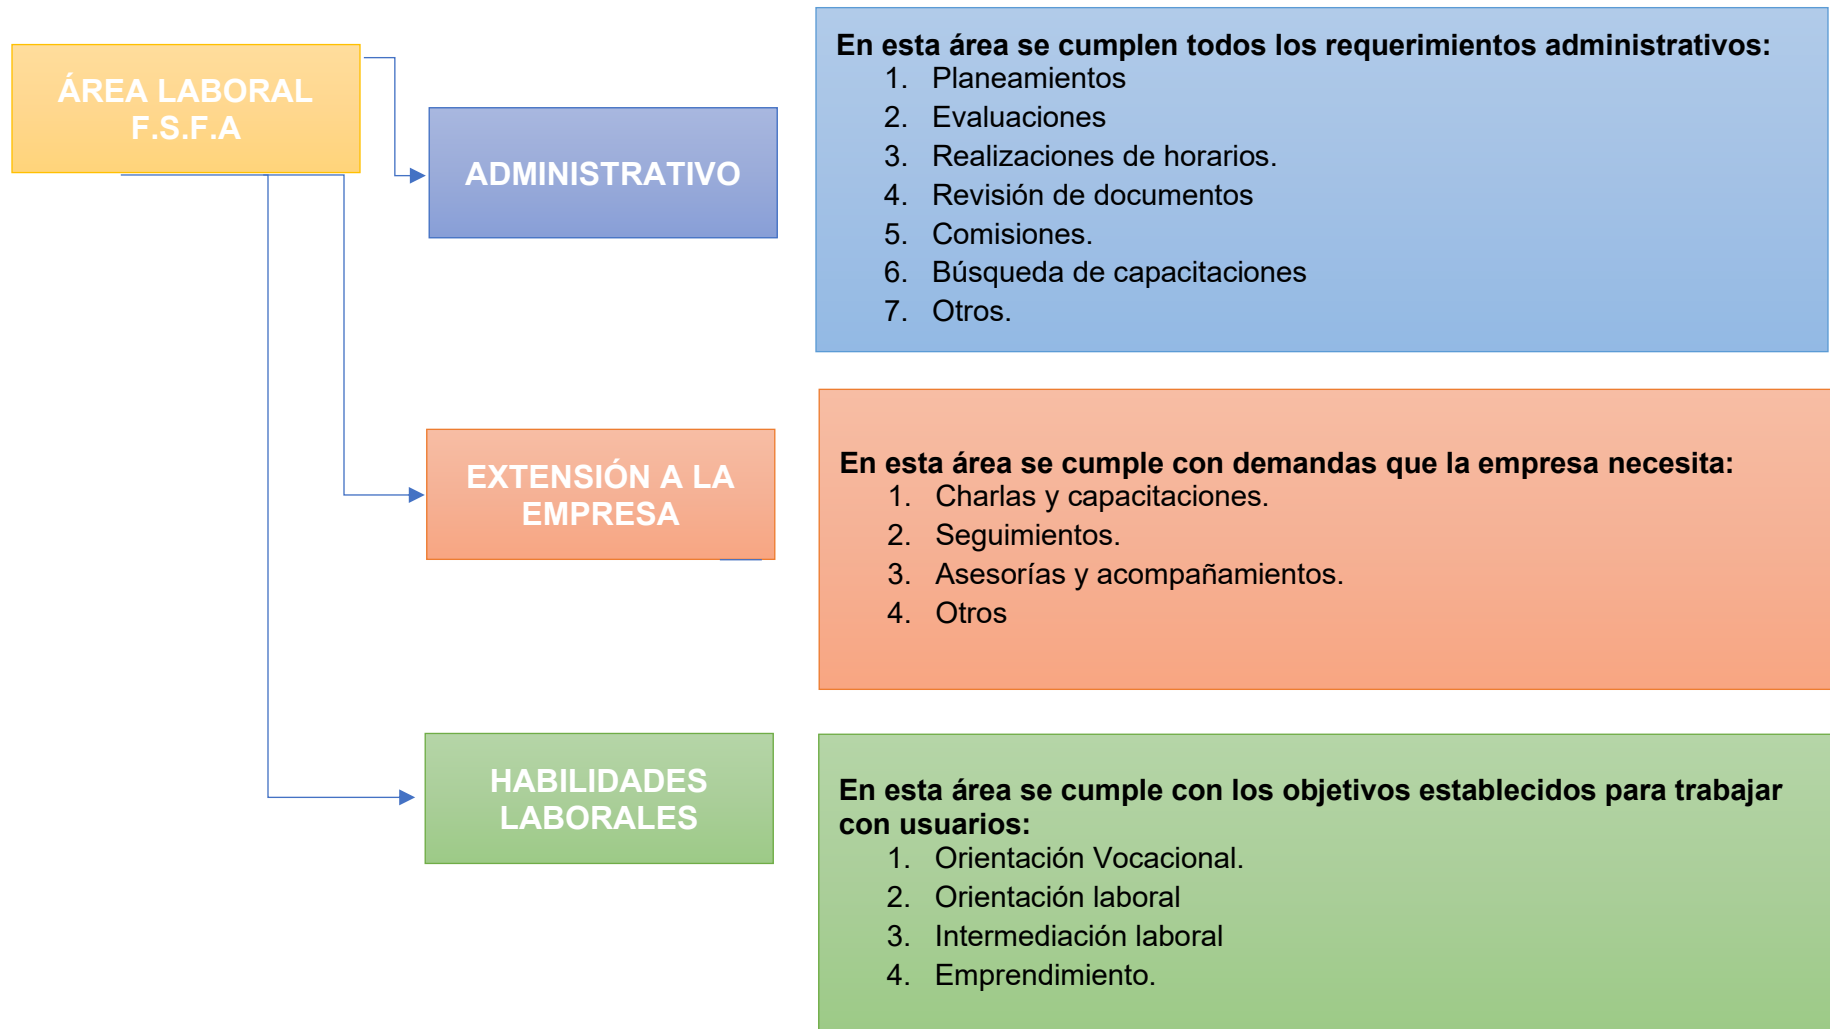 ÁREA LABORAL
F.S.F.A
ADMINISTRATIVO
En esta área se cumplen todos los requerimientos administrativos:
1. Planeamientos
2. Evaluaciones
3. Realizaciones de horarios.
4. Revisión de documentos
5. Comisiones.
6. Búsqueda de capacitaciones
7. Otros.
EXTENSIÓN A LA
EMPRESA
En esta área se cumple con demandas que la empresa necesita:
1. Charlas y capacitaciones.
2. Seguimientos.
3. Asesorías y acompañamientos.
4. Otros
HABILIDADES
LABORALES
En esta área se cumple con los objetivos establecidos para trabajar
con usuarios:
1. Orientación Vocacional.
2. Orientación laboral
3. Intermediación laboral
4. Emprendimiento.